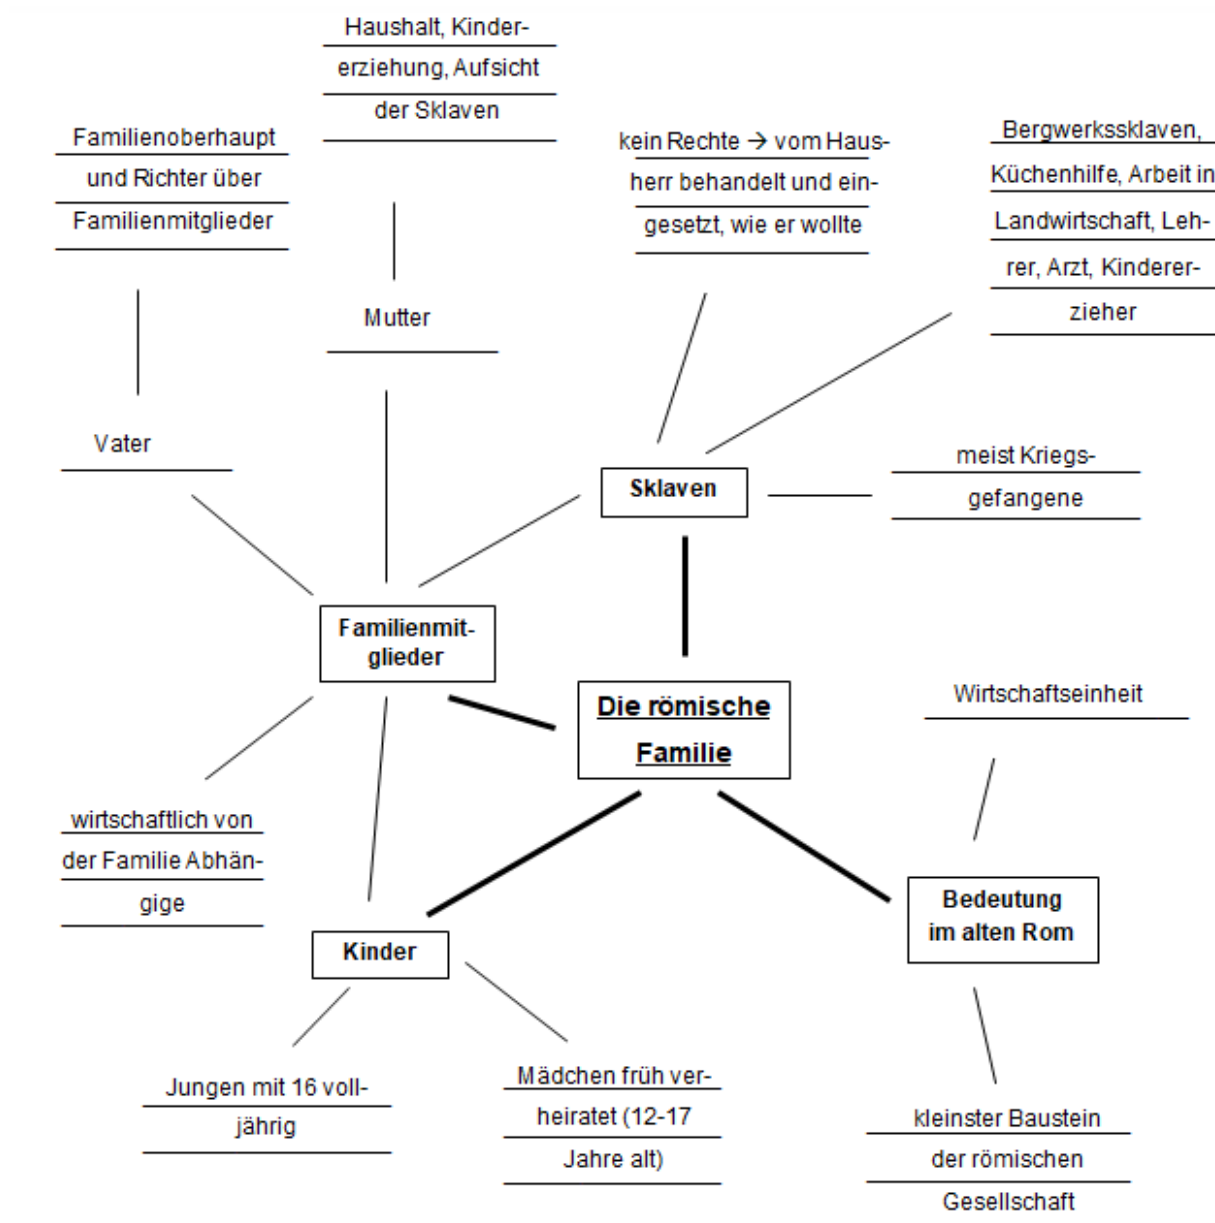 Haushalt, Kinder-
erziehung, Aufsicht
der Sklaven
Familienoberhaupt
und Richter über
Familienmitglieder
kein Rechte → vom Haus-
herr behandelt und ein-
gesetzt, wie er wollte
Bergwerkssklaven,
Küchenhilfe, Arbeit in
Landwirtschaft, Leh-
rer, Arzt, Kinderer-
zieher
Mutter
Vater
Sklaven
meist Kriegs-
gefangene
Familienmit-
glieder
Die römische
Familie
Wirtschaftseinheit
wirtschaftlich von
der Familie Abhän-
gige
Kinder
Bedeutung
im alten Rom
Jungen mit 16 voll-
jährig
Mädchen früh ver-
heiratet (12-17
Jahre alt)
kleinster Baustein
der römischen
Gesellschaft